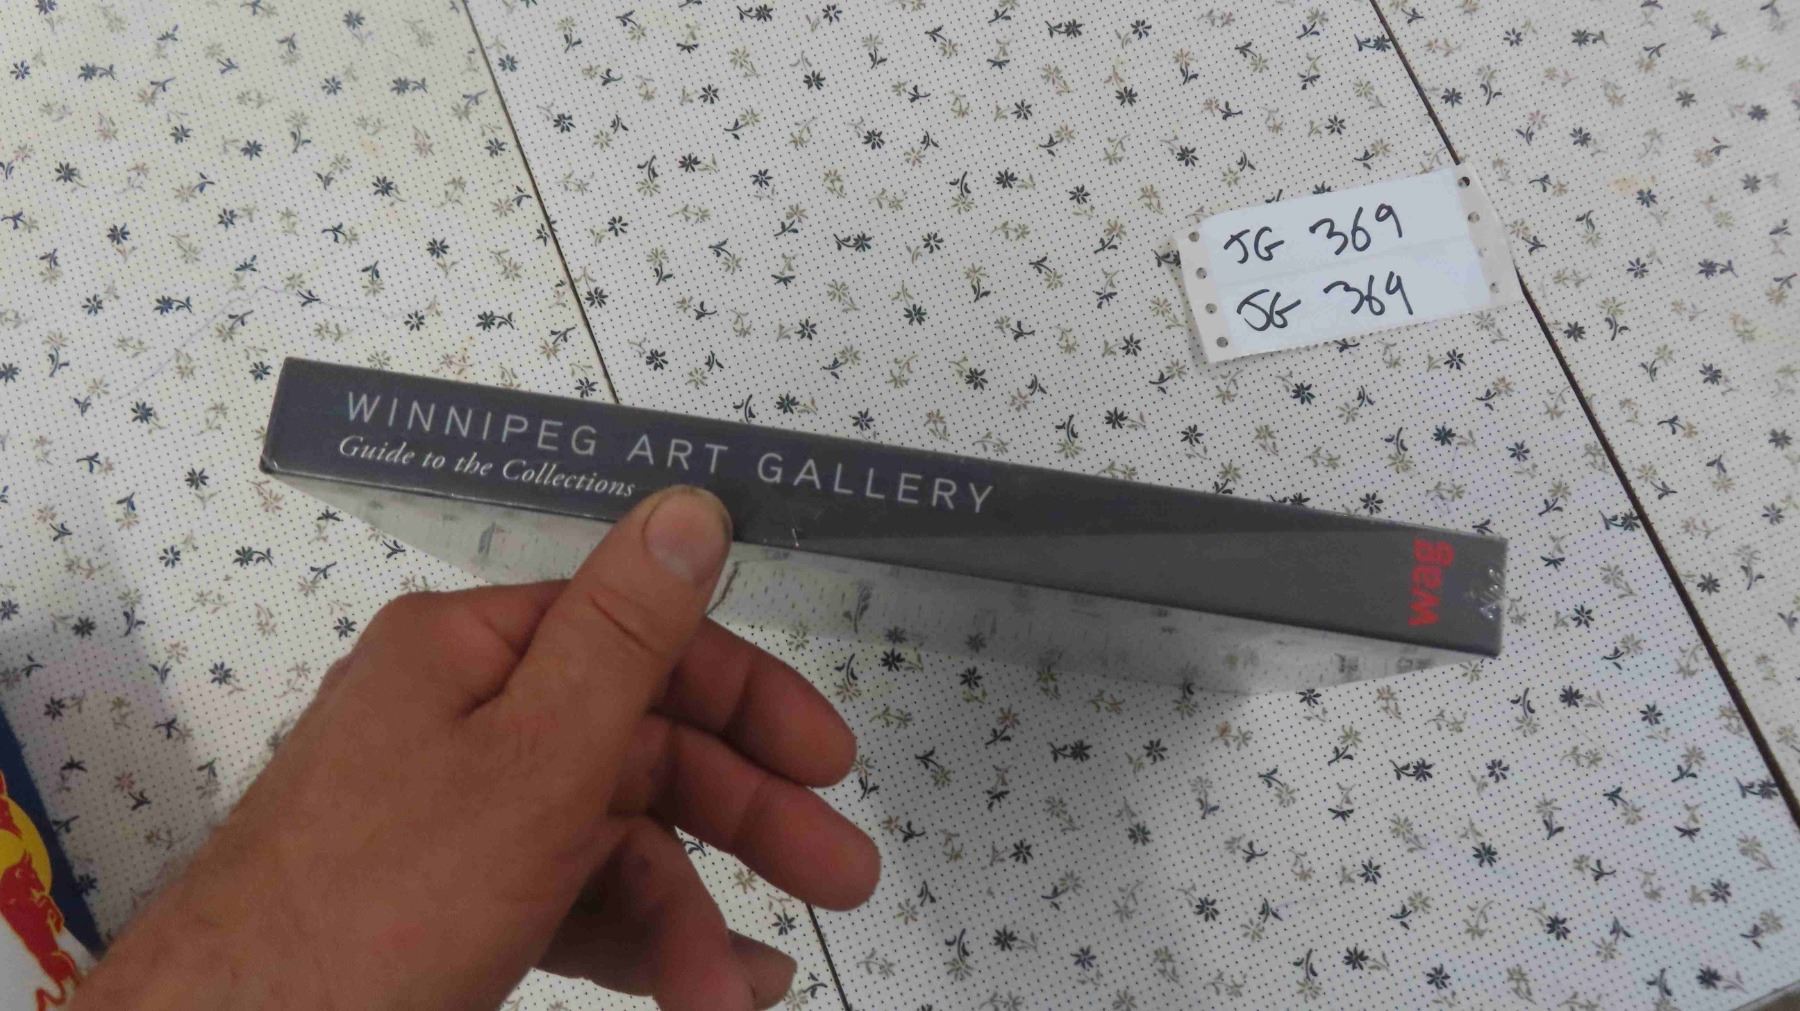 JG 369
JG 369
WINNIPEG ART GALLERY
Guide to the Collections
wag